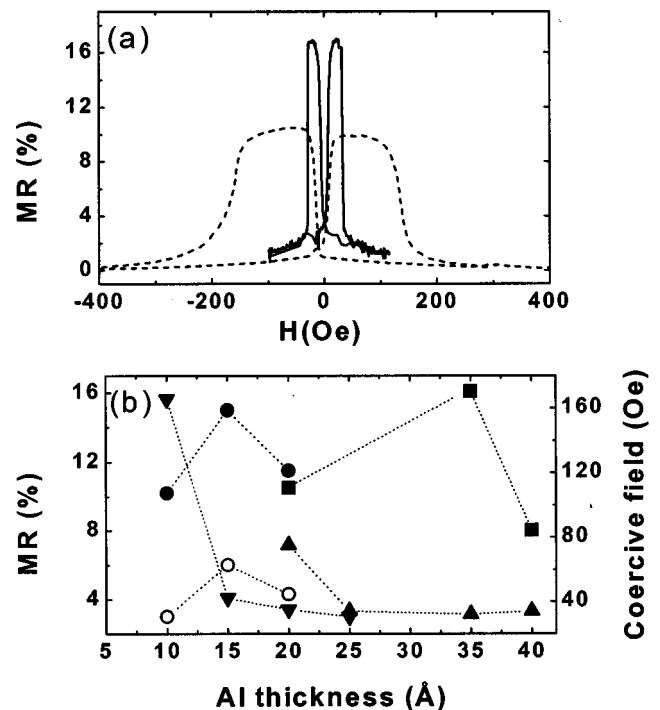 (a)
16
12
8
4
0
MR (%)
-400 -200 0 200 400
H(Oe)
(b)
16
12
8
4
MR (%)
160
120
80
40
Coercive field (Oe)
5 10 15 20 25 30 35 40
Al thickness (Å)